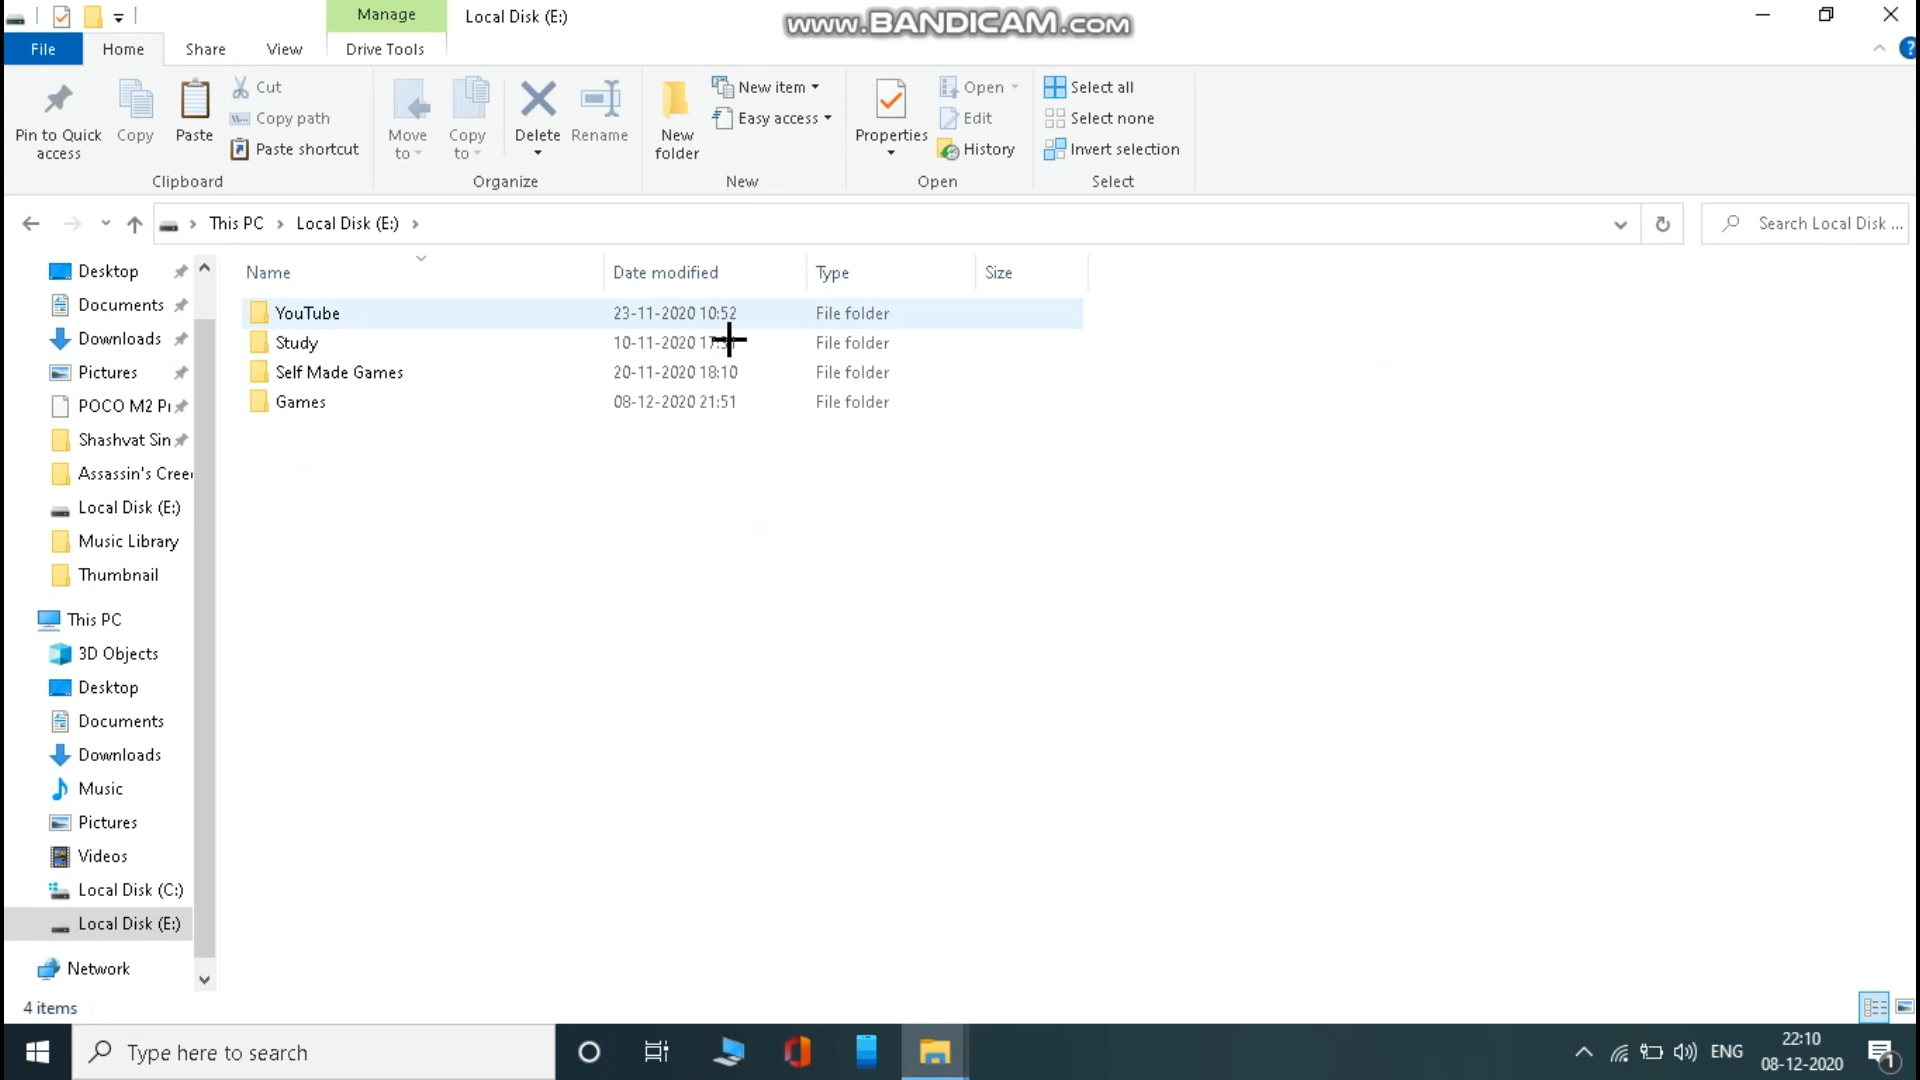 Manage
Local Disk (E:)
www.BANDICAM.com
File
Home
Share
View
Drive Tools
?
Pin to Quick access
Copy
Paste
Cut
Copy path
Paste shortcut
Clipboard
Move to
Copy to
Delete
Rename
Organize
New folder
New item
Easy access
New
Properties
Open
Edit
History
Open
Select all
Select none
Invert selection
Select
This PC
Local Disk (E:)
Search Local Disk ...
Name
Date modified
Type
Size
YouTube 23-11-2020 10:52 File folder
Study 10-11-2020 File folder
Self Made Games 20-11-2020 18:10 File folder
Games 08-12-2020 21:51 File folder
Desktop
Documents
Downloads
Pictures
POCO M2 P
Shashvat Sin
Assassin's Cree
Local Disk (E:)
Music Library
Thumbnail
This PC
3D Objects
Desktop
Documents
Downloads
Music
Pictures
Videos
Local Disk (C:)
Local Disk (E:)
Network
4 items
Type here to search
ENG
22:10
08-12-2020
1